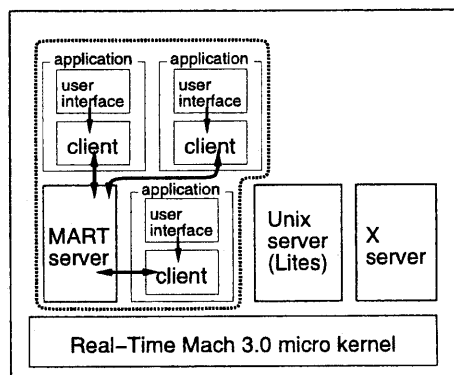 application
application
user
interface
user
interface
client
client
application
user
interface
client
MART
server
Unix
server
(Lites)
X
server
Real-Time Mach 3.0 micro kernel